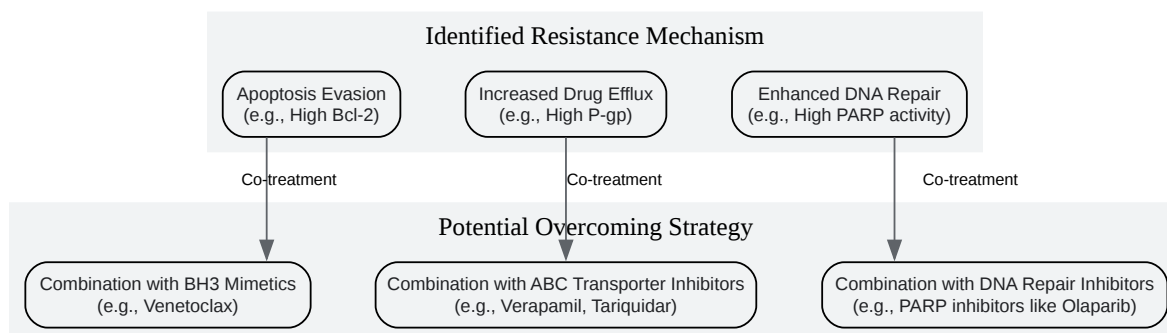 Identified Resistance Mechanism
Apoptosis Evasion
(e.g., High Bcl-2)
Increased Drug Efflux
(e.g., High P-gp)
Enhanced DNA Repair
(e.g., High PARP activity)
Co-treatment
Co-treatment
Co-treatment
Potential Overcoming Strategy
Combination with BH3 Mimetics
(e.g., Venetoclax)
Combination with ABC Transporter Inhibitors
(e.g., Verapamil, Tariquidar)
Combination with DNA Repair Inhibitors
(e.g., PARP inhibitors like Olaparib)